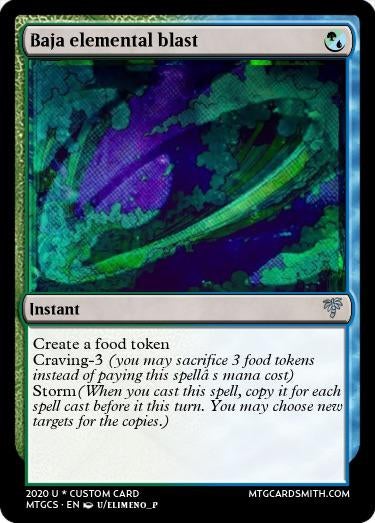 Baja elemental blast
Instant
Create a food token
Craving-3 (you may sacrifice 3 food tokens
instead of paying this spellâ s mana cost)
Storm(When you cast this spell, copy it for each
spell cast before it this turn. You may choose new
targets for the copies.)
2020 U * CUSTOM CARD
MTGCARDSMITH.COM
MTGCS · EN U/ELIMENO_P